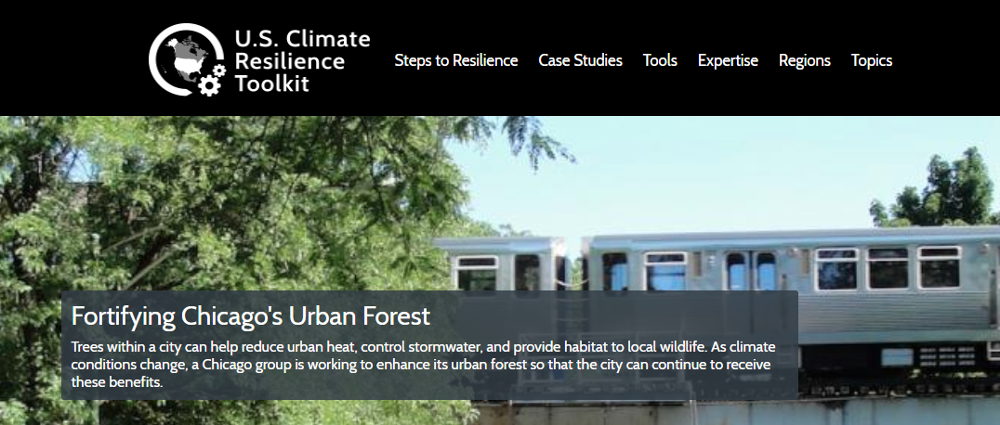 U.S. Climate
Resilience
Toolkit
Steps to Resilience Case Studies Tools Expertise Regions Topics
Fortifying Chicago's Urban Forest
Trees within a city can help reduce urban heat, control stormwater, and provide habitat to local wildlife. As climate
conditions change, a Chicago group is working to enhance its urban forest so that the city can continue to receive
these benefits.